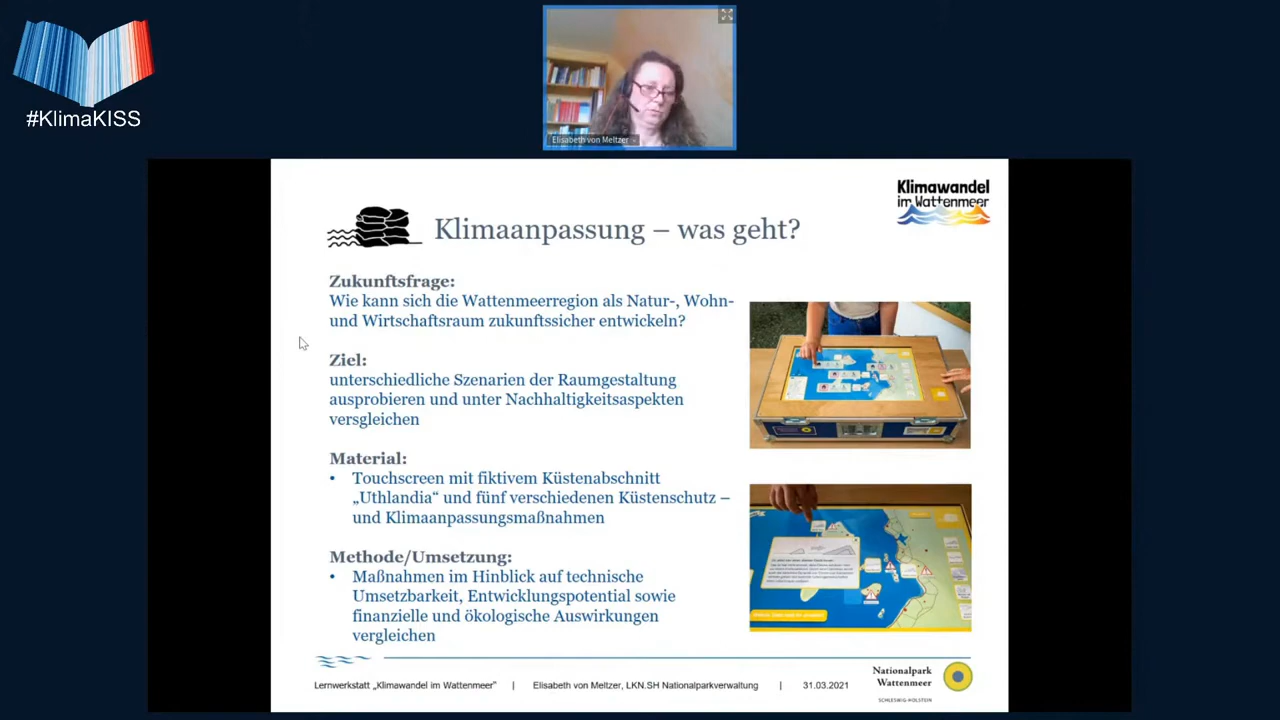 #KlimaKISS
Elisabeth von Meltzer
Klimawandel
im Wattenmeer
Klimaanpassung – was geht?
Zukunftsfrage:
Wie kann sich die Wattenmeerregion als Natur-, Wohn-
und Wirtschaftsraum zukunftssicher entwickeln?
Ziel:
unterschiedliche Szenarien der Raumgestaltung
ausprobieren und unter Nachhaltigkeitsaspekten
versgleichen
Material:
• Touchscreen mit fiktivem Küstenabschnitt
„Uthlandia“ und fünf verschiedenen Küstenschutz –
und Klimaanpassungsmaßnahmen
Methode/Umsetzung:
• Maßnahmen im Hinblick auf technische
Umsetzbarkeit, Entwicklungspotential sowie
finanzielle und ökologische Auswirkungen
vergleichen
Lernwerkstatt „Klimawandel im Wattenmeer“ | Elisabeth von Meltzer, LKN.SH Nationalparkverwaltung | 31.03.2021
Nationalpark
Wattenmeer
SCHLESWIG-HOLSTEIN